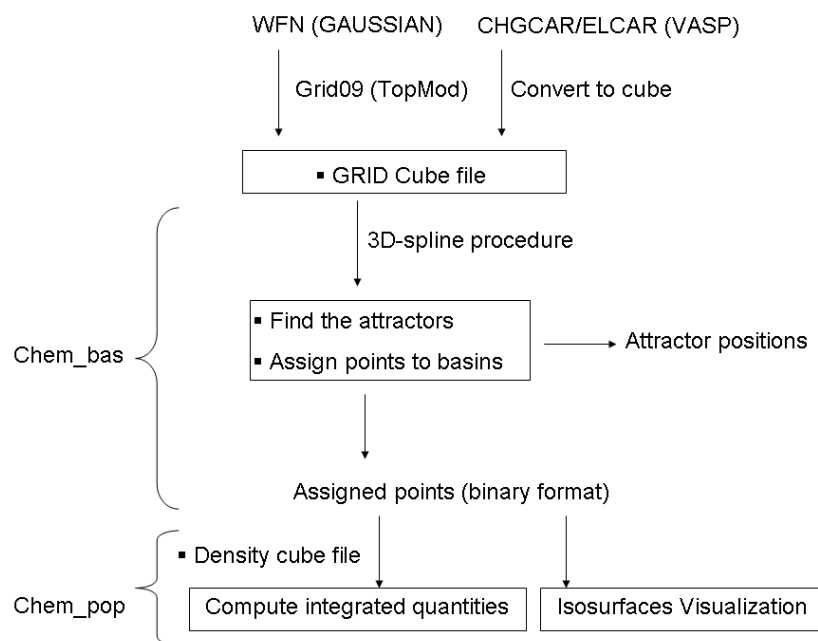 WFN (GAUSSIAN)
CHGCAR/ELCAR (VASP)
Grid09 (TopMod)
Convert to cube
▪ GRID Cube file
3D-spline procedure
▪ Find the attractors
▪ Assign points to basins
Attractor positions
Chem_bas
Assigned points (binary format)
▪ Density cube file
Chem_pop
Compute integrated quantities
Isosurfaces Visualization